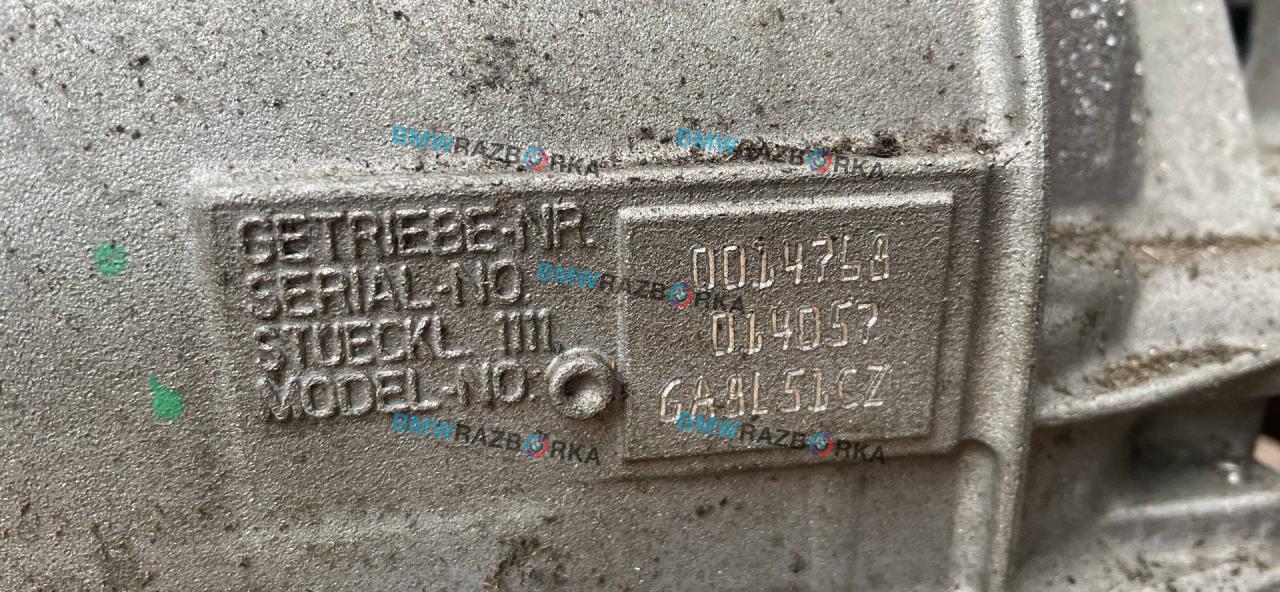 BMWRAZBORKA
BMWRAZBORKA
GETRIEBE-NR. 0014768
SERIAL-NO.
BMWRAZBORKA
STUECKL. 1111. 014057
MODEL-NO: GA8L51CZ
BMWRAZBORKA
BMWRAZBORKA